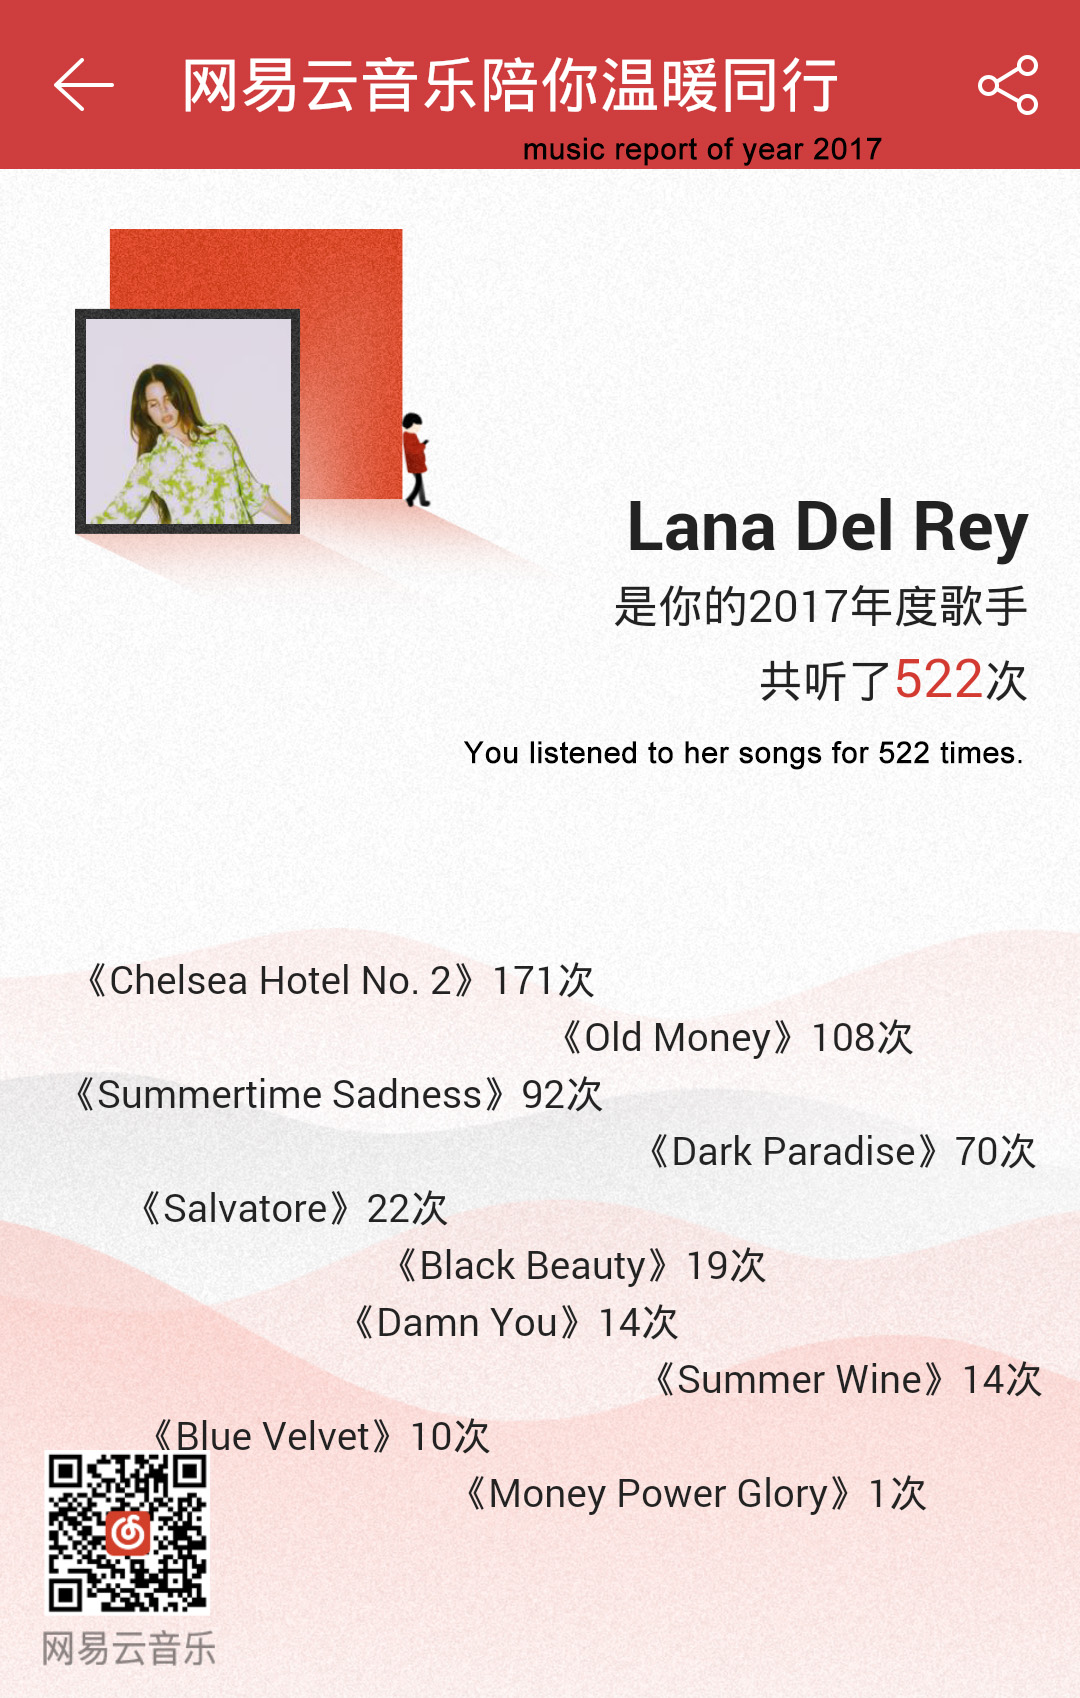 网易云音乐陪你温暖同行
music report of year 2017
Lana Del Rey
是你的2017年度歌手
共听了522次
You listened to her songs for 522 times.
《Chelsea Hotel No. 2》171次
《Old Money》108次
《Summertime Sadness》92次
《Dark Paradise》70次
《Salvatore》22次
《Black Beauty》19次
《Damn You》14次
《Summer Wine》14次
《Blue Velvet》10次
《Money Power Glory》1次
网易云音乐